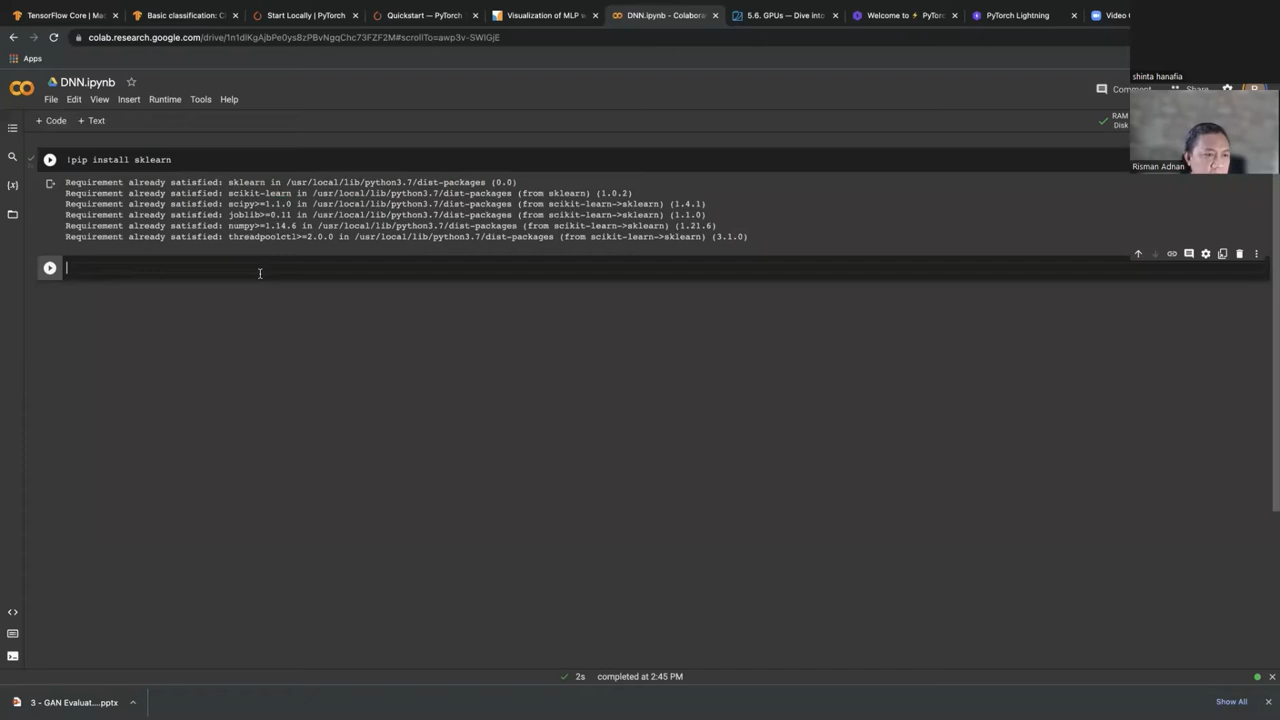 TensorFlow Core | Mac
Basic classification: Cl
Start Locally | PyTorch
Quickstart — PyTorch
Visualization of MLP w
DNN.ipynb - Colabora
5.6. GPUs — Dive into
Welcome to ⚡ PyTor
PyTorch Lightning
Video C
colab.research.google.com/drive/1n1dlKgAjbPe0ys8zPBvNgqChc73FZF2M#scrollTo=awp3v-SWIGjE
Apps
shinta hanafia
DNN.ipynb
Comment
Share
File Edit View Insert Runtime Tools Help
+ Code + Text
RAM
Disk
!pip install sklearn
Risman Adnan
Requirement already satisfied: sklearn in /usr/local/lib/python3.7/dist-packages (0.0)
Requirement already satisfied: scikit-learn in /usr/local/lib/python3.7/dist-packages (from sklearn) (1.0.2)
Requirement already satisfied: scipy>=1.1.0 in /usr/local/lib/python3.7/dist-packages (from scikit-learn->sklearn) (1.4.1)
Requirement already satisfied: joblib>=0.11 in /usr/local/lib/python3.7/dist-packages (from scikit-learn->sklearn) (1.1.0)
Requirement already satisfied: numpy>=1.14.6 in /usr/local/lib/python3.7/dist-packages (from scikit-learn->sklearn) (1.21.6)
Requirement already satisfied: threadpoolctl>=2.0.0 in /usr/local/lib/python3.7/dist-packages (from scikit-learn->sklearn) (3.1.0)
2s completed at 2:45 PM
3 - GAN Evaluat....pptx
Show All